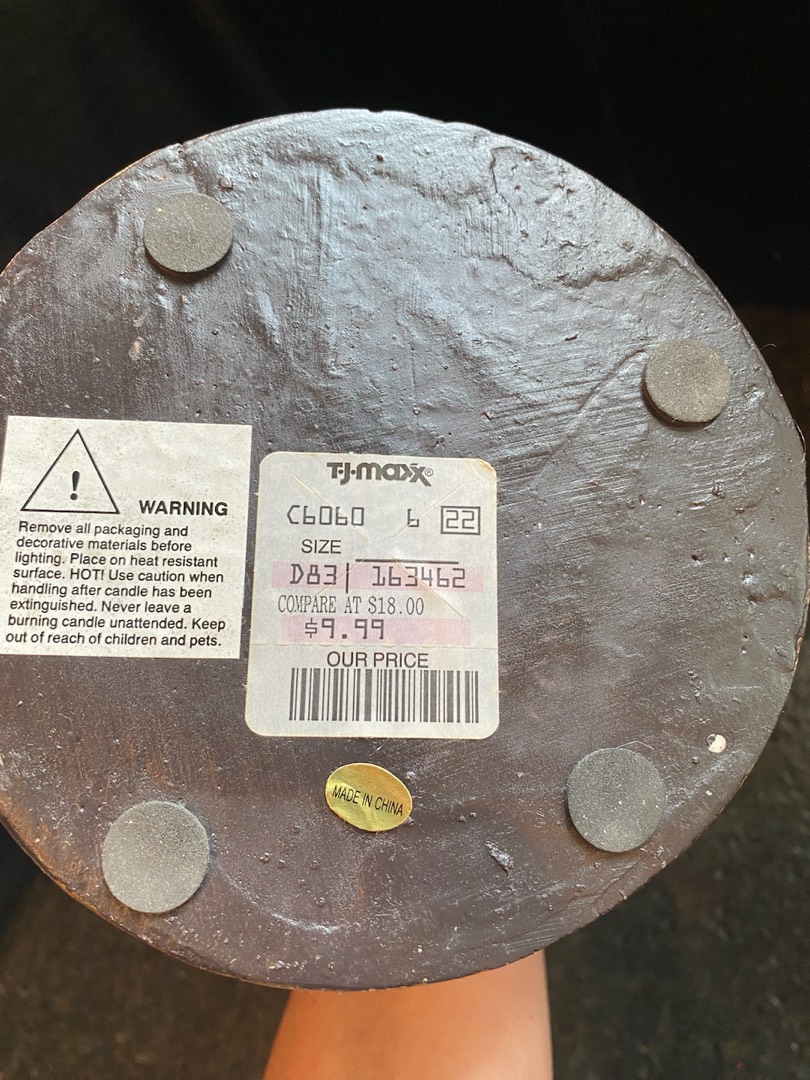 !
WARNING
Remove all packaging and
decorative materials before
lighting. Place on heat resistant
surface. HOT! Use caution when
handling after candle has been
extinguished. Never leave a
burning candle unattended. Keep
out of reach of children and pets.
T·J·maxx®
C6060 6 22
SIZE
D83 163462
COMPARE AT $18.00
$9.99
OUR PRICE
MADE IN CHINA